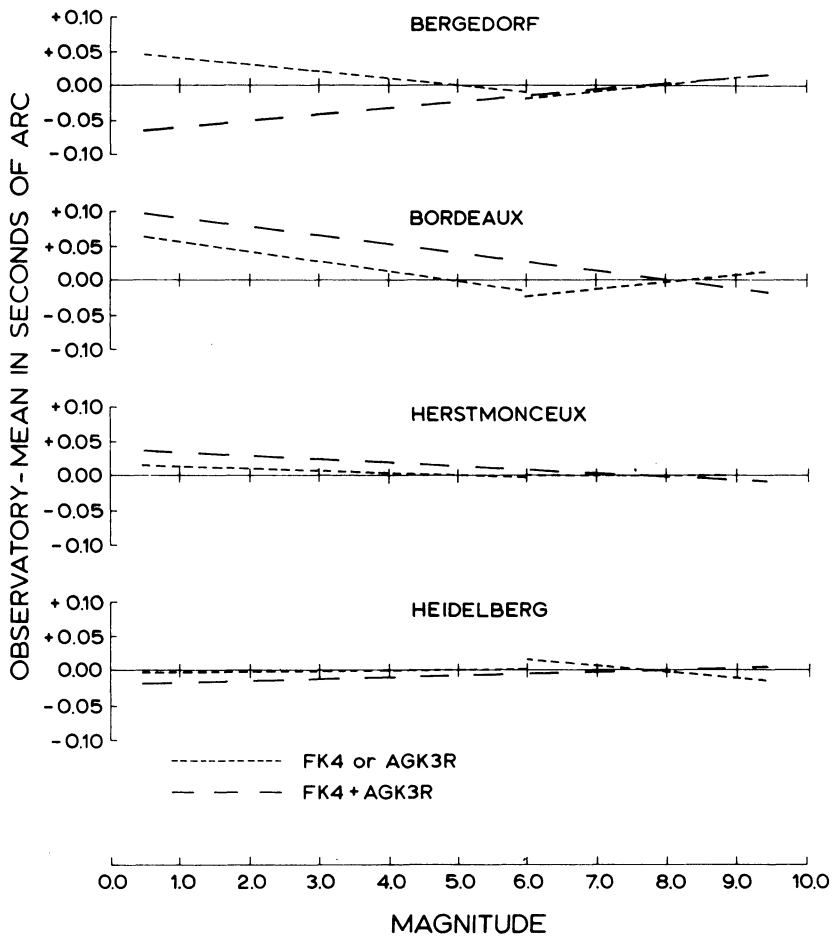 OBSERVATORY - MEAN IN SECONDS OF ARC
BERGEDORF
+0.10
+0.05
0.00
-0.05
-0.10
BORDEAUX
+0.10
+0.05
0.00
-0.05
-0.10
HERSTMONCEUX
+0.10
+0.05
0.00
-0.05
-0.10
HEIDELBERG
+0.10
+0.05
0.00
-0.05
-0.10
FK4 or AGK3R
FK4 + AGK3R
0.0 1.0 2.0 3.0 4.0 5.0 6.0 7.0 8.0 9.0 10.0
MAGNITUDE